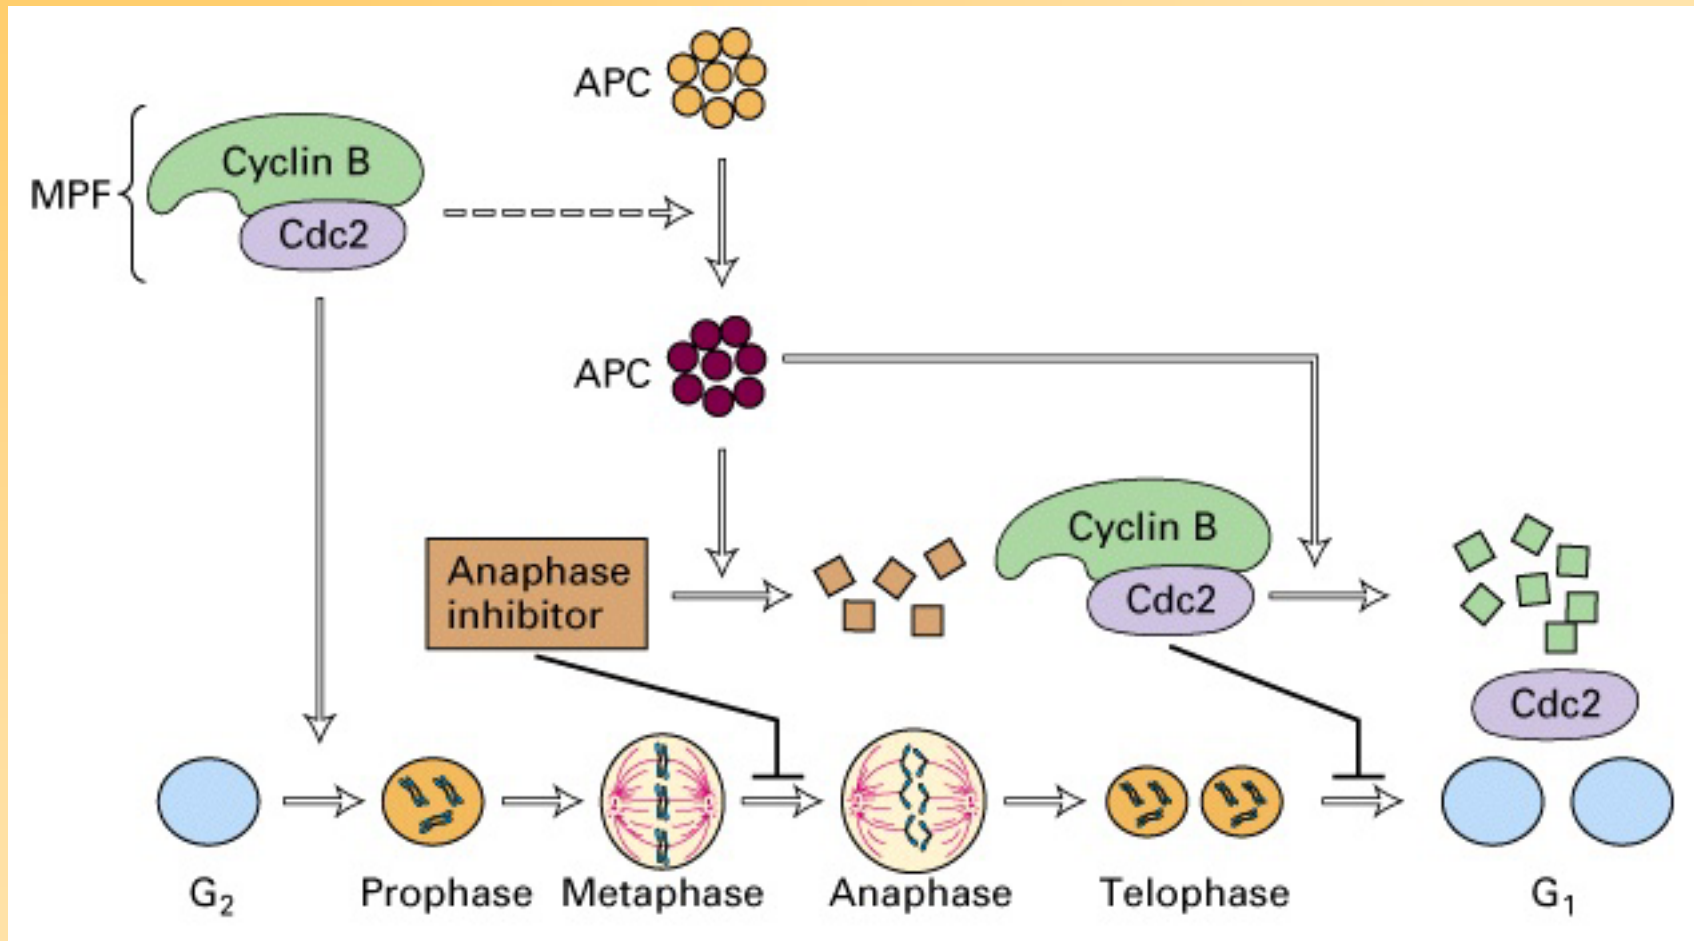 APC
Cyclin B
MPF
Cdc2
APC
Cyclin B
Anaphase
inhibitor
Cdc2
Cdc2
G₂
Prophase
Metaphase
Anaphase
Telophase
G₁